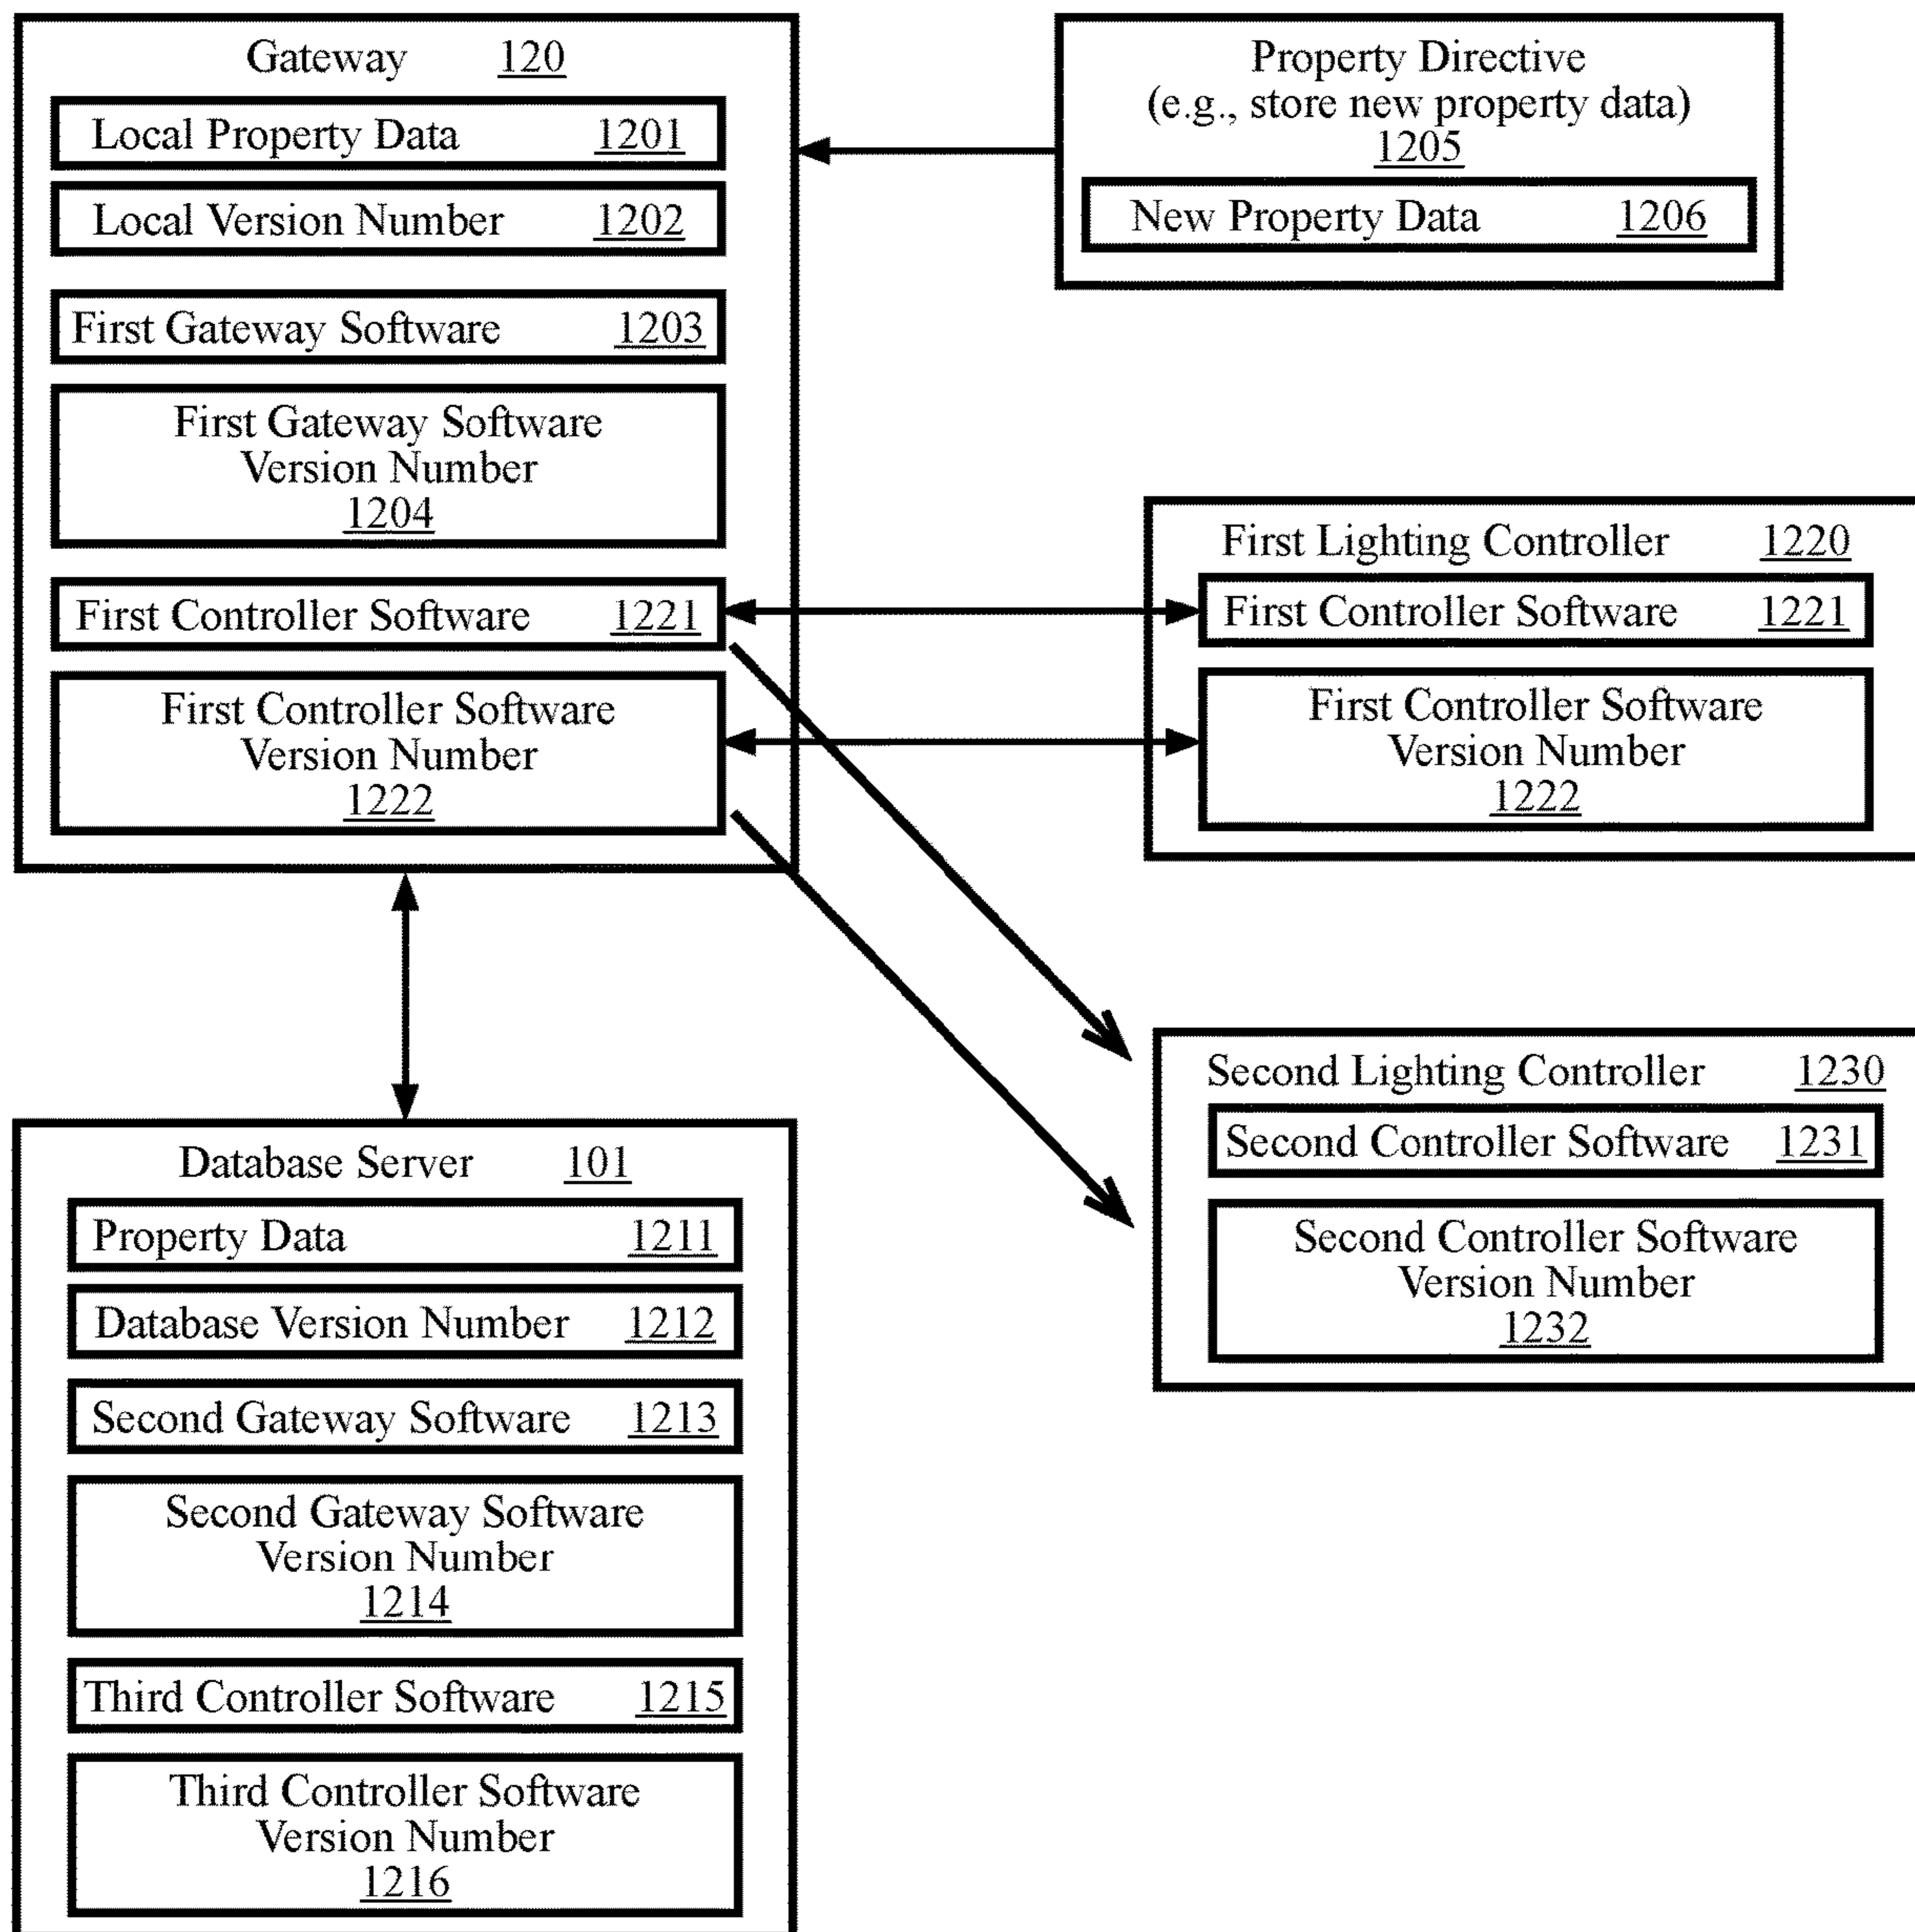 Gateway 120
Local Property Data 1201
Local Version Number 1202
First Gateway Software 1203
First Gateway Software
Version Number
1204
First Controller Software 1221
First Controller Software
Version Number
1222
Property Directive
(e.g., store new property data)
1205
New Property Data 1206
First Lighting Controller 1220
First Controller Software 1221
First Controller Software
Version Number
1222
Second Lighting Controller 1230
Second Controller Software 1231
Second Controller Software
Version Number
1232
Database Server 101
Property Data 1211
Database Version Number 1212
Second Gateway Software 1213
Second Gateway Software
Version Number
1214
Third Controller Software 1215
Third Controller Software
Version Number
1216